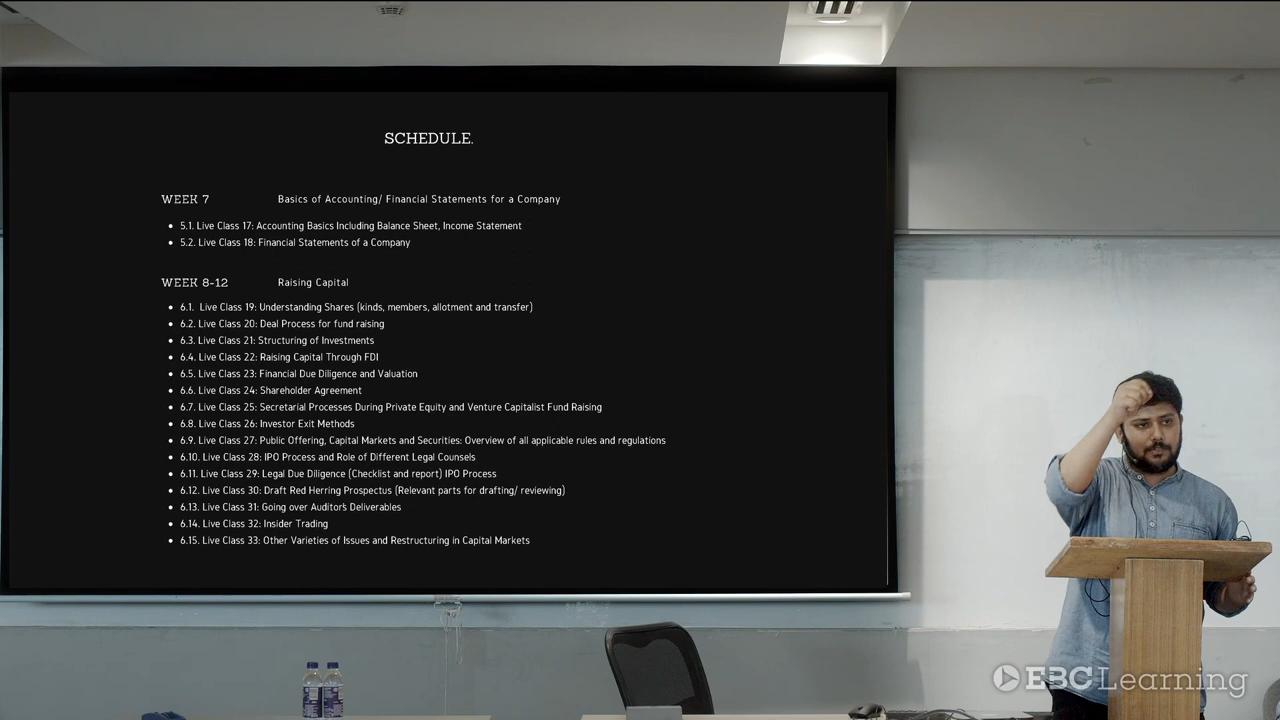 SCHEDULE.
WEEK 7 Basics of Accounting/ Financial Statements for a Company
• 5.1. Live Class 17: Accounting Basics Including Balance Sheet, Income Statement
• 5.2. Live Class 18: Financial Statements of a Company
WEEK 8-12 Raising Capital
• 6.1. Live Class 19: Understanding Shares (kinds, members, allotment and transfer)
• 6.2. Live Class 20: Deal Process for fund raising
• 6.3. Live Class 21: Structuring of Investments
• 6.4. Live Class 22: Raising Capital Through FDI
• 6.5. Live Class 23: Financial Due Diligence and Valuation
• 6.6. Live Class 24: Shareholder Agreement
• 6.7. Live Class 25: Secretarial Processes During Private Equity and Venture Capitalist Fund Raising
• 6.8. Live Class 26: Investor Exit Methods
• 6.9. Live Class 27: Public Offering, Capital Markets and Securities: Overview of all applicable rules and regulations
• 6.10. Live Class 28: IPO Process and Role of Different Legal Counsels
• 6.11. Live Class 29: Legal Due Diligence (Checklist and report) IPO Process
• 6.12. Live Class 30: Draft Red Herring Prospectus (Relevant parts for drafting/ reviewing)
• 6.13. Live Class 31: Going over Auditor's Deliverables
• 6.14. Live Class 32: Insider Trading
• 6.15. Live Class 33: Other Varieties of Issues and Restructuring in Capital Markets
EBC Learning